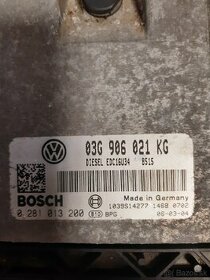 03G 906 021 KG
DIESEL EDC16U34 8515
BOSCH
Made in Germany
1039S14277 1468 0702
0 281 013 200 BPG 06-03-04